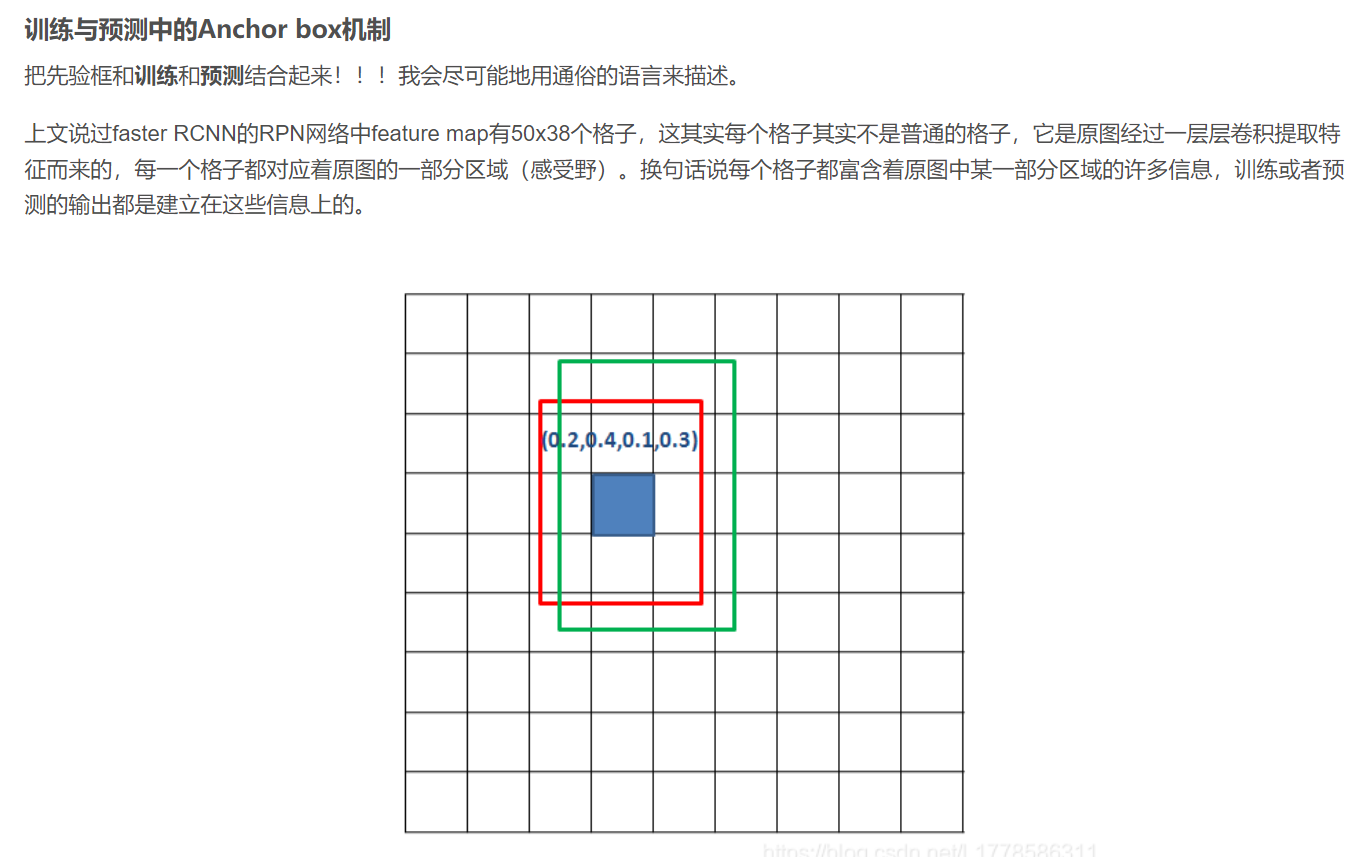 训练与预测中的Anchor box机制
把先验框和训练和预测结合起来！！！我会尽可能地用通俗的语言来描述。
上文说过faster RCNN的RPN网络中feature map有50x38个格子，这其实每个格子其实不是普通的格子，它是原图经过一层层卷积提取特
征而来的，每一个格子都对应着原图的一部分区域（感受野）。换句话说每个格子都富含着原图中某一部分区域的许多信息，训练或者预
测的输出都是建立在这些信息上的。
(0.2,0.4,0.1,0.3)
https://blog.csdn.net/L1778586311